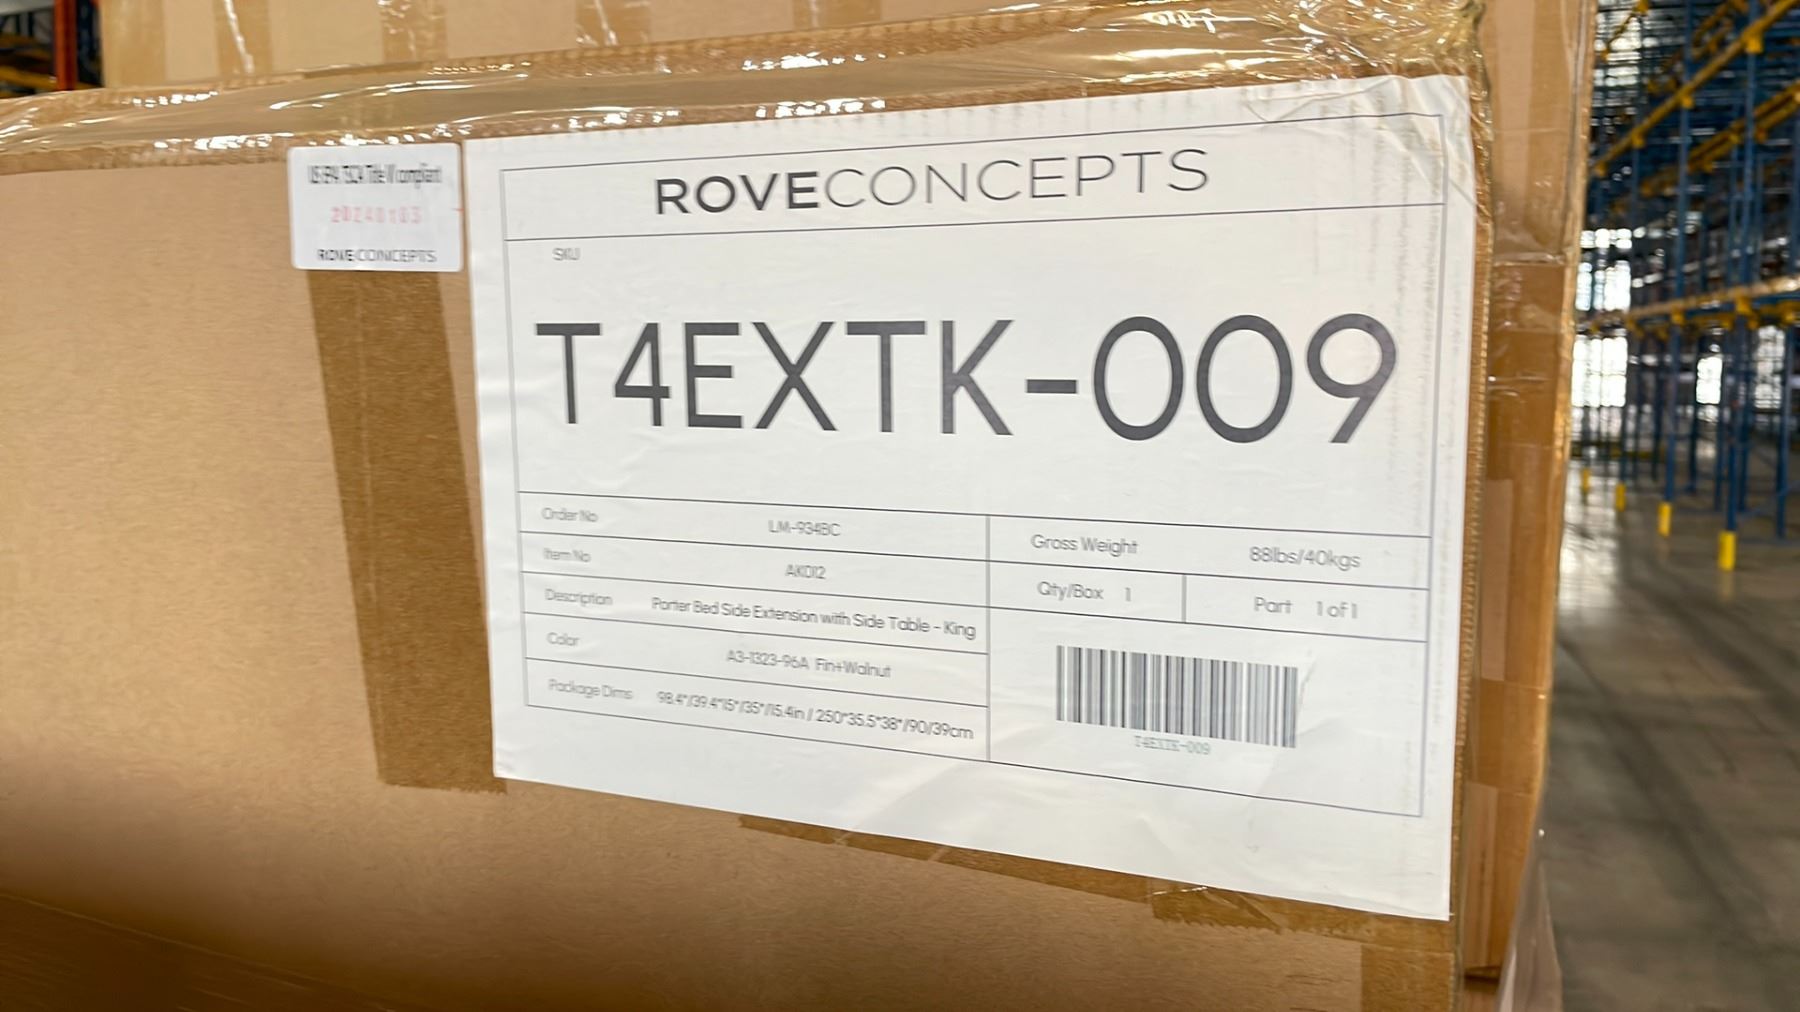 US EPA TSCA Title VI compliant
20240103
ROVE CONCEPTS
ROVECONCEPTS
SKU
T4EXTK-009
Order No LM-934BC
Item No AK012
Description Porter Bed Side Extension with Side Table - King
Color A3-1323-96A Fin+Walnut
Package Dims 98.4"/39.4*15"/35"/15.4in / 250*35.5*38*/90/39cm
Gross Weight 88lbs/40kgs
Qty/Box 1 Part 1 of 1
T4EXTK-009